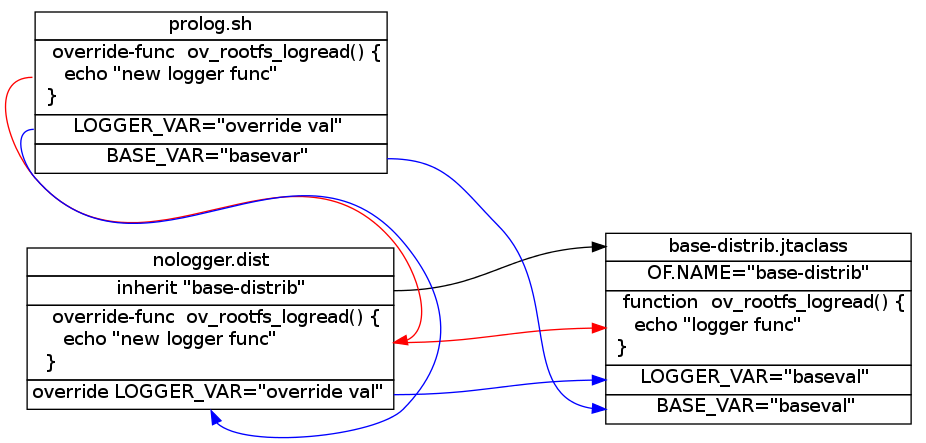 prolog.sh
override-func  ov_rootfs_logread() {
echo "new logger func"
}
LOGGER_VAR="override val"
BASE_VAR="basevar"
nologger.dist
inherit "base-distrib"
override-func  ov_rootfs_logread() {
echo "new logger func"
}
override LOGGER_VAR="override val"
base-distrib.jtaclass
OF.NAME="base-distrib"
function  ov_rootfs_logread() {
echo "logger func"
}
LOGGER_VAR="baseval"
BASE_VAR="baseval"